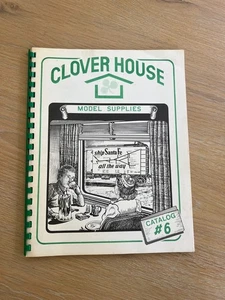 CLOVER HOUSE
MODEL SUPPLIES
ship Santa Fe
all the way
CATALOG
#6